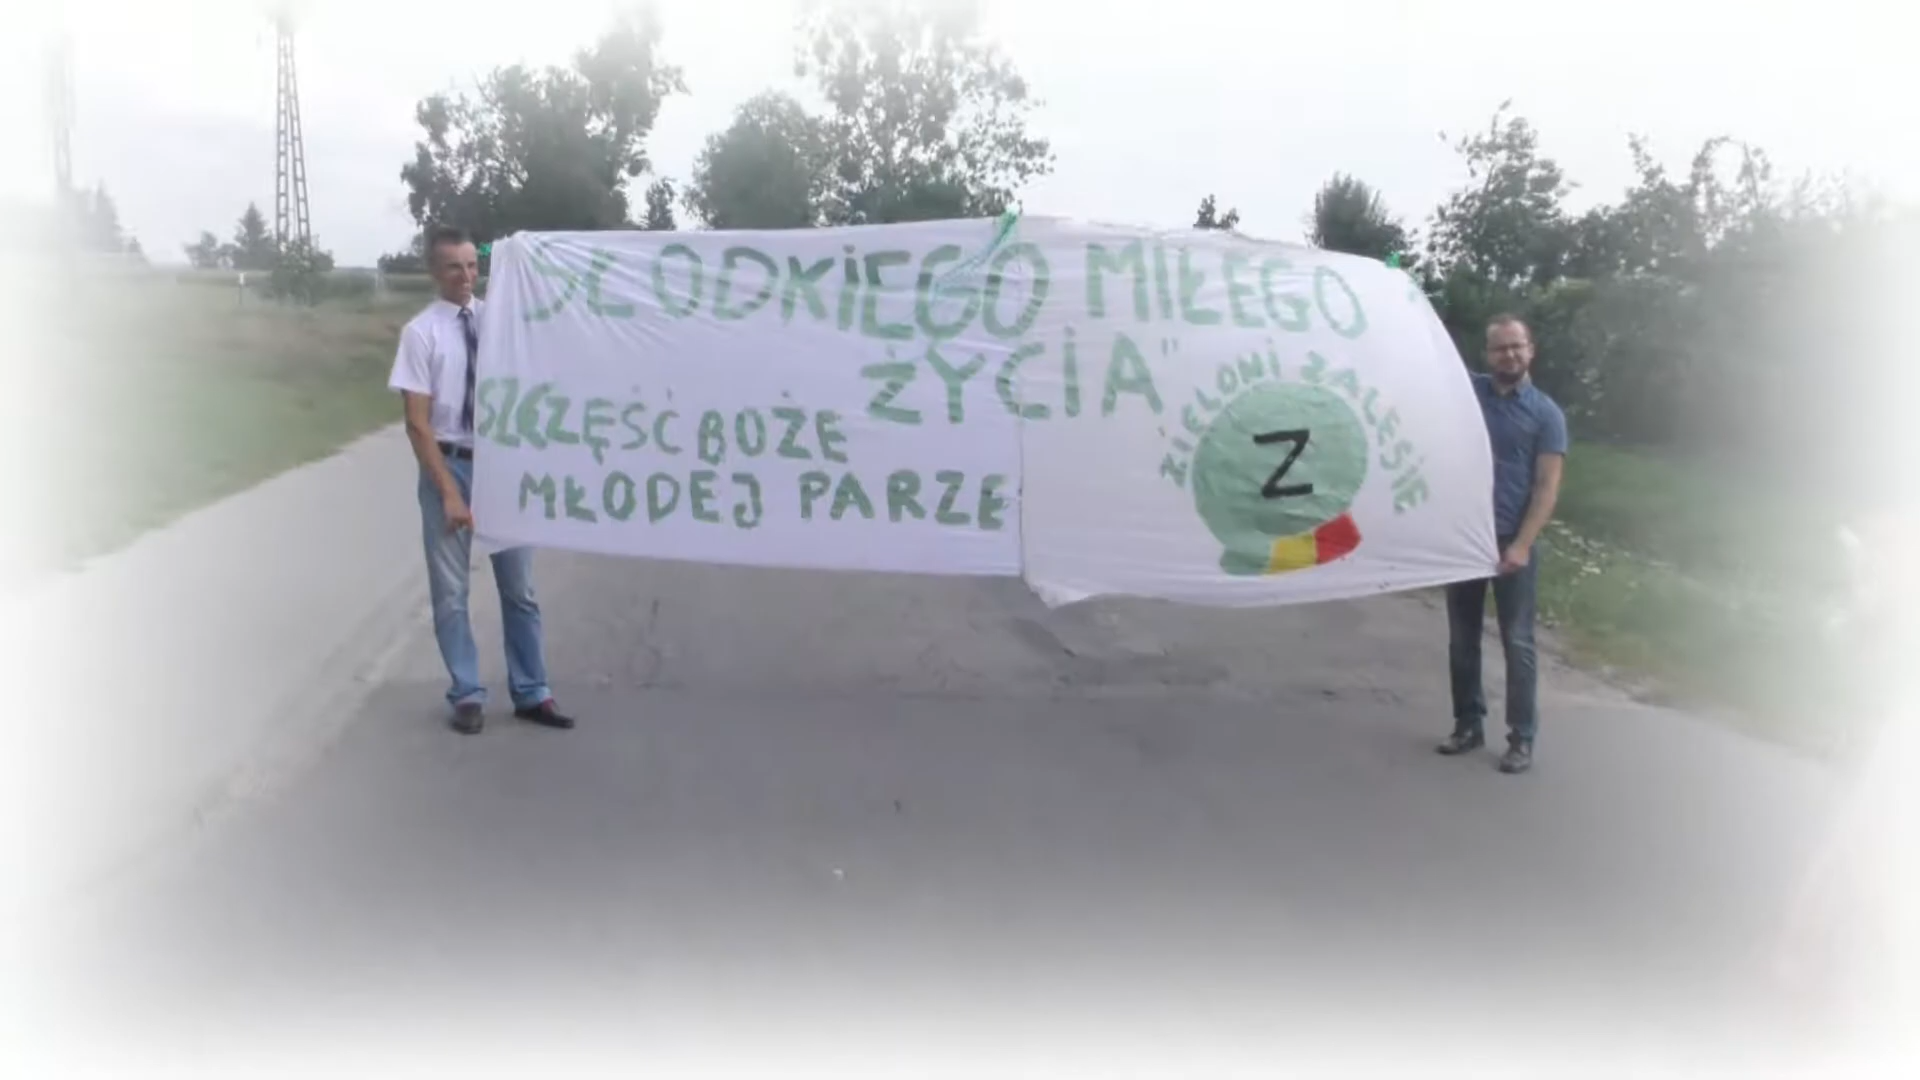 SŁODKIEGO MIŁEGO
ŻYCIA"
SZCZĘŚĆ BOŻE
MŁODEJ PARZE
ZIELONI ZALESIE
Z